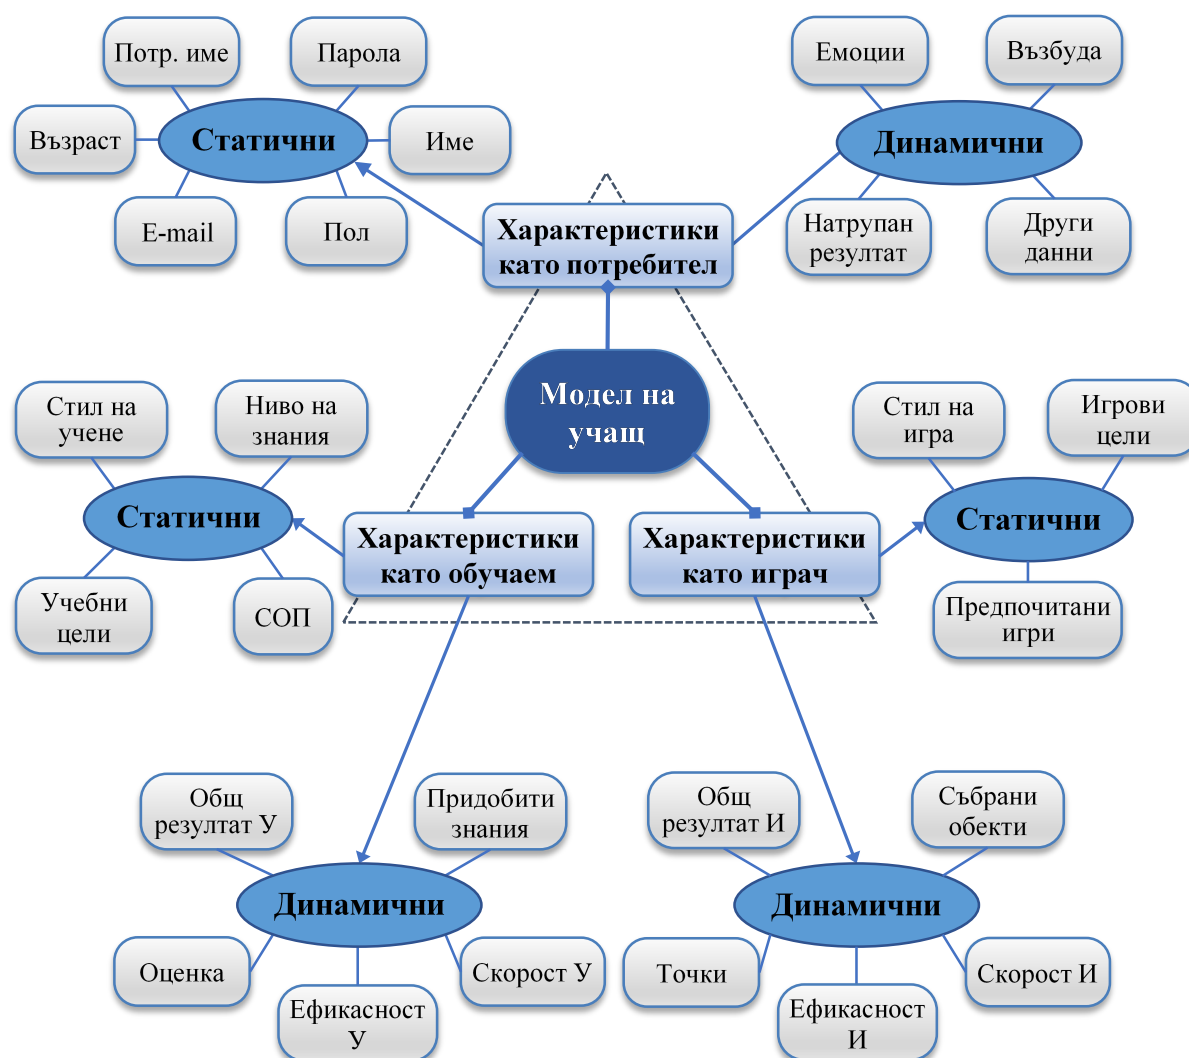 Потр. име
Парола
Възраст
Статични
Име
E-mail
Пол
Емоции
Възбуда
Динамични
Натрупан
резултат
Други
данни
Характеристики
като потребител
Модел на
учащ
Стил на
учене
Ниво на
знания
Статични
Учебни
цели
СОП
Характеристики
като обучаем
Характеристики
като играч
Стил на
игра
Игрови
цели
Статични
Предпочитани
игри
Общ
резултат У
Придобити
знания
Динамични
Оценка
Ефикасност
У
Скорост У
Общ
резултат И
Събрани
обекти
Динамични
Точки
Ефикасност
И
Скорост И